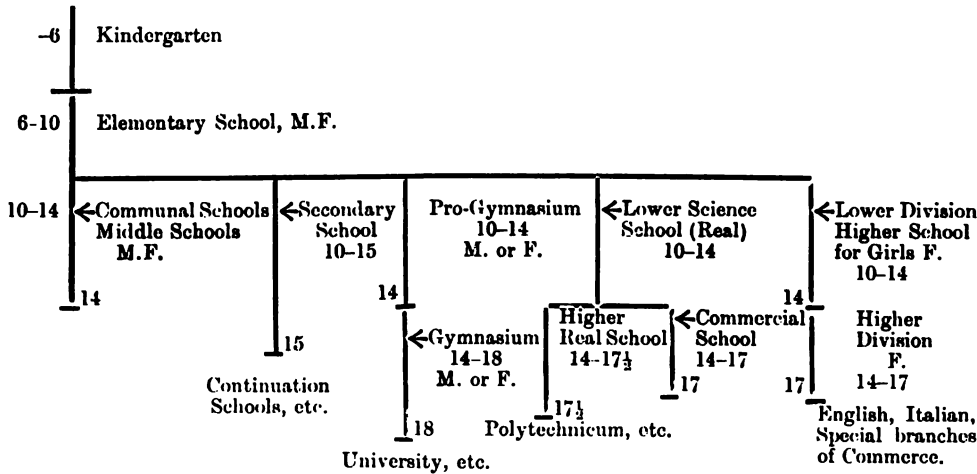 -6 Kindergarten
6-10 Elementary School, M.F.
10-14 ←Communal Schools
Middle Schools
M.F.
14
←Secondary
School
10-15
15
Continuation
Schools, etc.
Pro-Gymnasium
10-14
M. or F.
14
←Gymnasium
14-18
M. or F.
18
University, etc.
←Lower Science
School (Real)
10-14
Higher
Real School
14-17½
17½
Polytechnicum, etc.
←Commercial
School
14-17
17
←Lower Division
Higher School
for Girls F.
10-14
14
Higher
Division
F.
14-17
17
English, Italian,
Special branches
of Commerce.